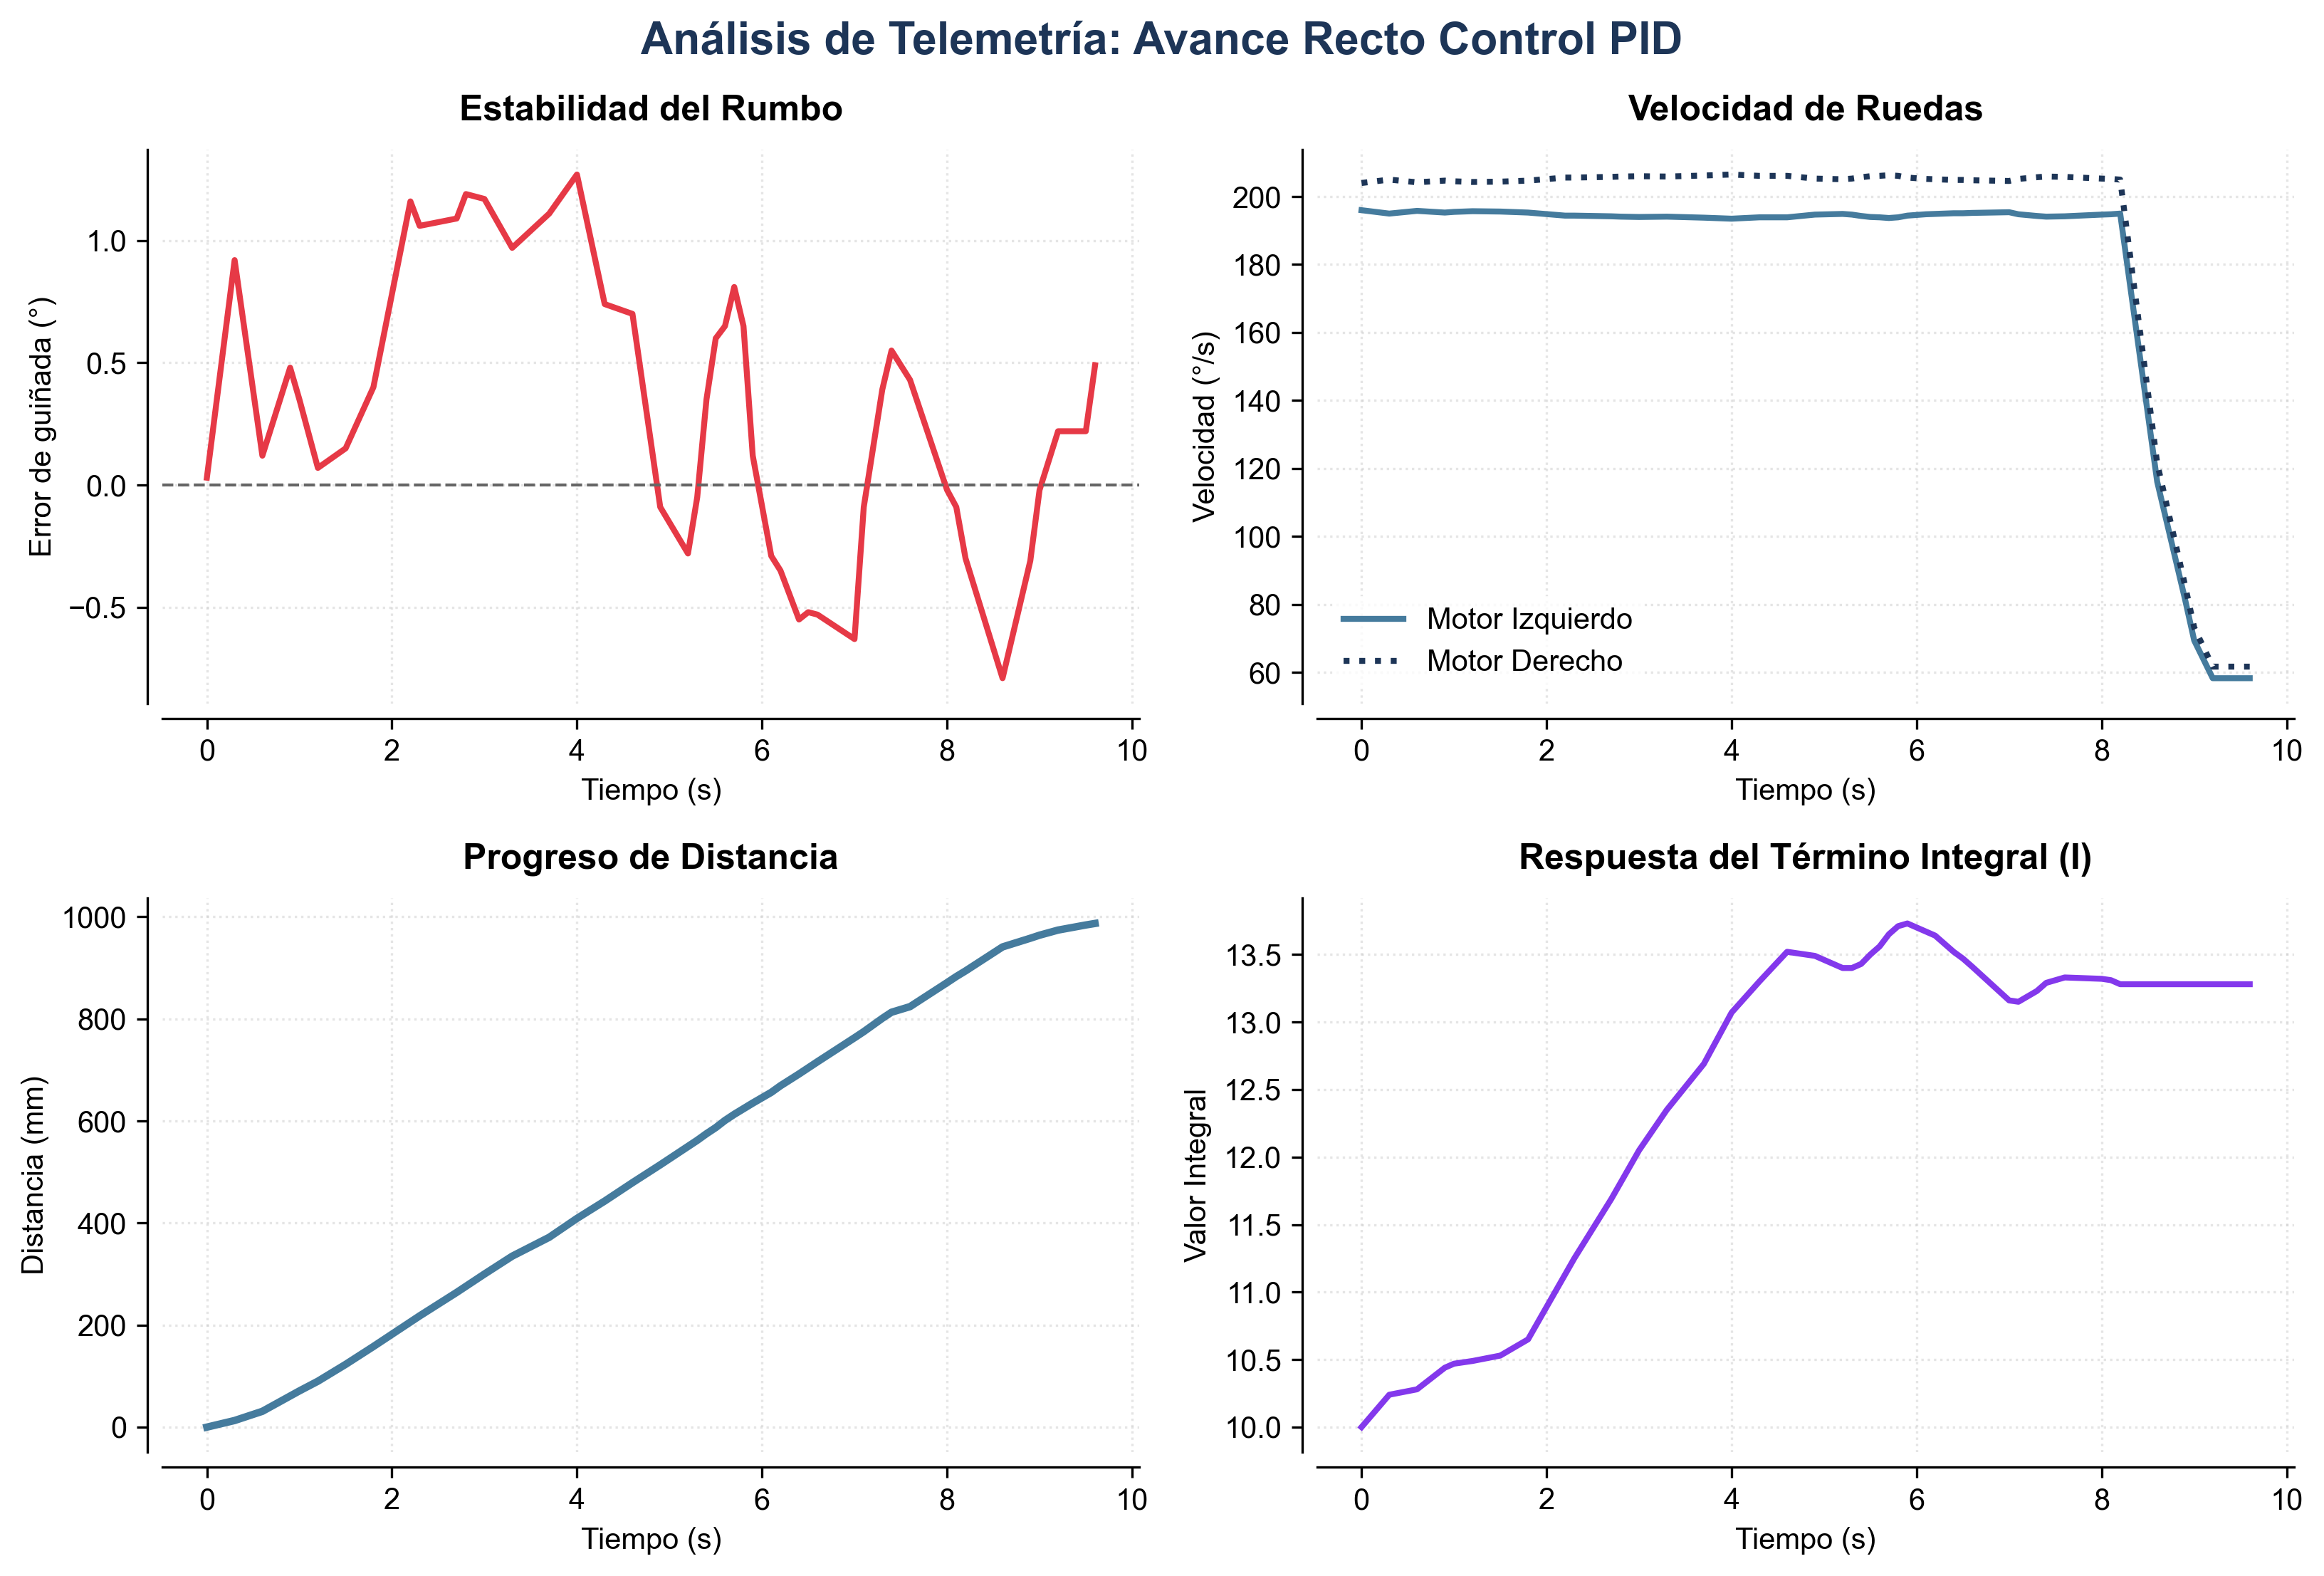 Análisis de Telemetría: Avance Recto Control PID
Estabilidad del Rumbo
Error de guiñada (°)
1.0
0.5
0.0
−0.5
0 2 4 6 8 10
Tiempo (s)
Velocidad de Ruedas
Velocidad (°/s)
200
180
160
140
120
100
80
60
Motor Izquierdo
Motor Derecho
0 2 4 6 8 10
Tiempo (s)
Progreso de Distancia
Distancia (mm)
1000
800
600
400
200
0
0 2 4 6 8 10
Tiempo (s)
Respuesta del Término Integral (I)
Valor Integral
13.5
13.0
12.5
12.0
11.5
11.0
10.5
10.0
0 2 4 6 8 10
Tiempo (s)